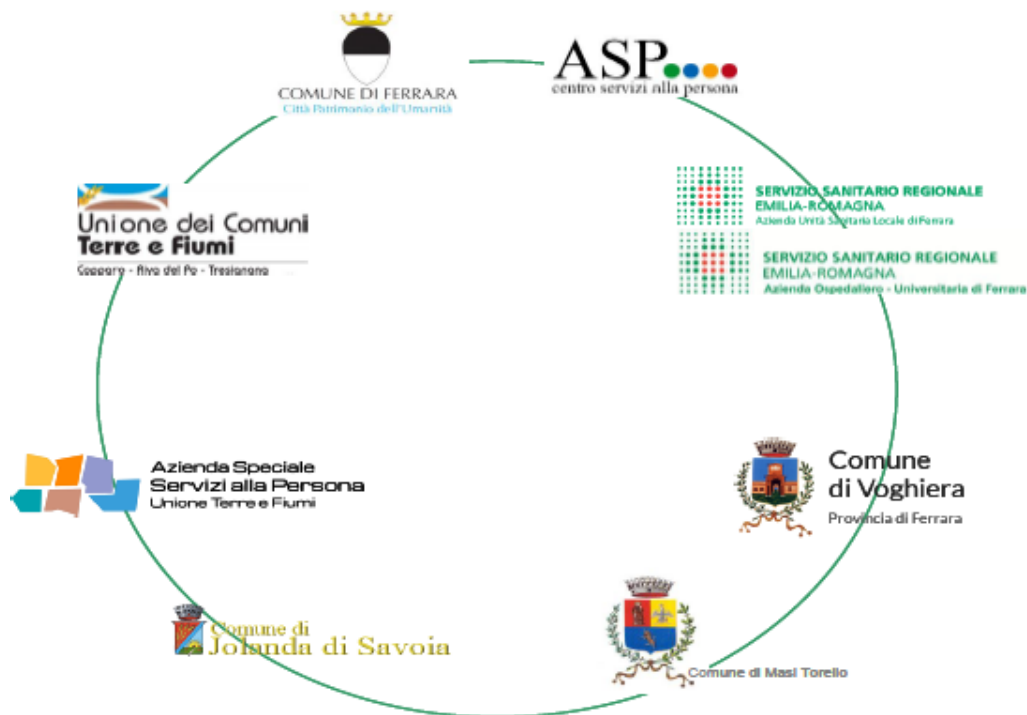 COMUNE DI FERRARA
Città Patrimonio dell'Umanità
ASP
centro servizi alla persona
SERVIZIO SANITARIO REGIONALE
EMILIA-ROMAGNA
Azienda Unità Sanitaria Locale di Ferrara
SERVIZIO SANITARIO REGIONALE
EMILIA-ROMAGNA
Azienda Ospedaliero - Universitaria di Ferrara
Unione dei Comuni
Terre e Fiumi
Copparo - Riva del Po - Tresignana
Azienda Speciale
Servizi alla Persona
Unione Terre e Fiumi
Comune
di Voghiera
Provincia di Ferrara
Comune di
Jolanda di Savoia
Comune di Masi Torello